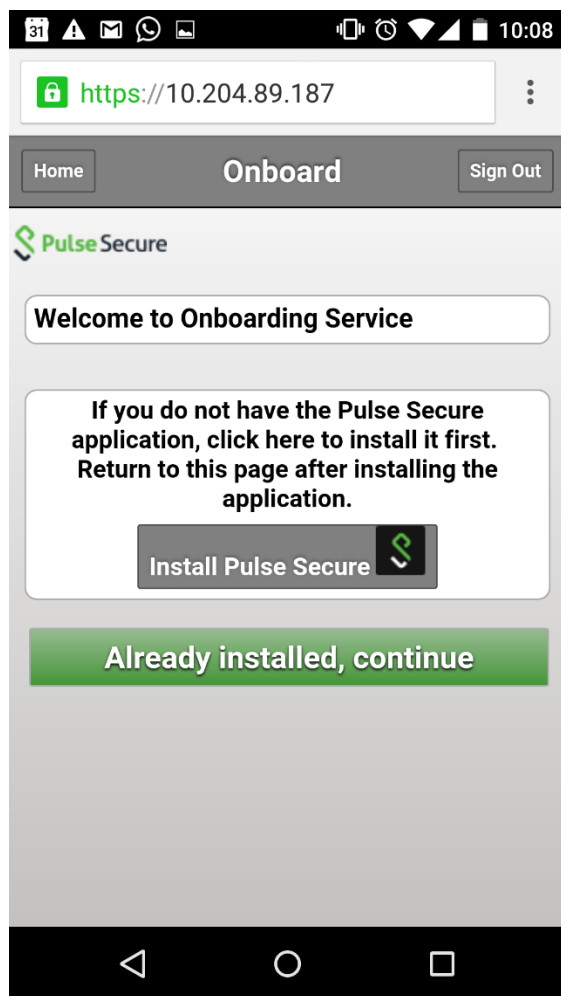 31
10:08
https://10.204.89.187
Home
Onboard
Sign Out
Pulse Secure
Welcome to Onboarding Service
If you do not have the Pulse Secure
application, click here to install it first.
Return to this page after installing the
application.
Install Pulse Secure
Already installed, continue